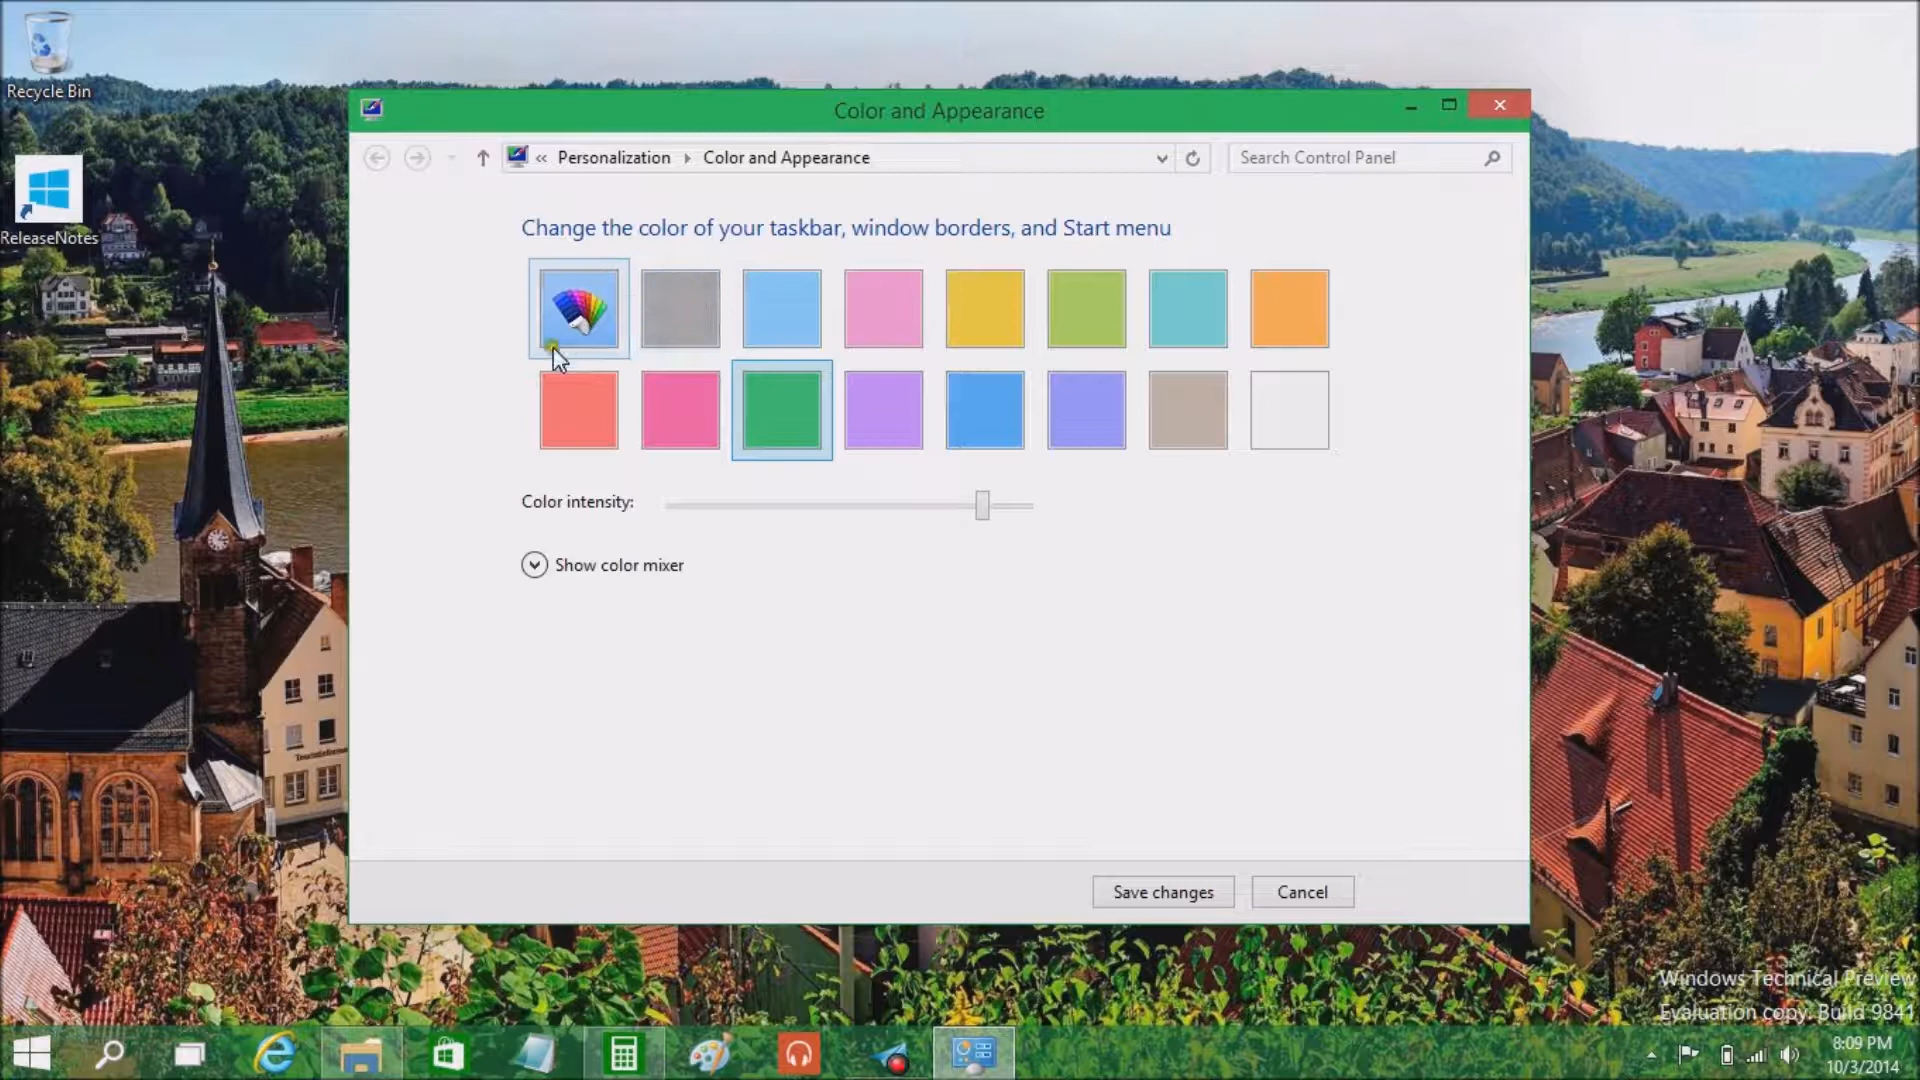 Recycle Bin
ReleaseNotes
Color and Appearance
« Personalization ▸ Color and Appearance
Search Control Panel
Change the color of your taskbar, window borders, and Start menu
Color intensity:
Show color mixer
Save changes
Cancel
Windows Technical Preview
Evaluation copy. Build 9841
8:09 PM
10/3/2014